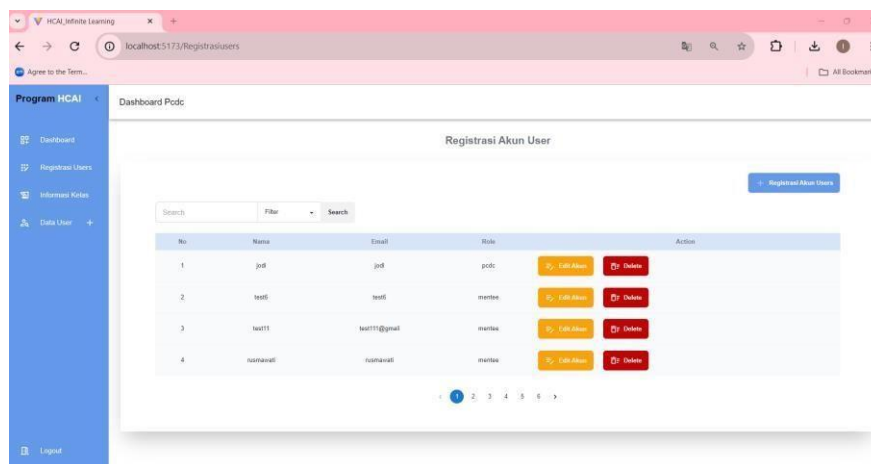 HCAI_Infinite Learning
localhost:5173/Registrasiusers
Agree to the Term...
All Bookmar
Program HCAI
Dashboard Pcdc
Dashboard
Registrasi Users
Informasi Kelas
Data User +
Logout
Registrasi Akun User
+ Registrasi Akun Users
Search Filter Search
No Nama Email Role Action
1 jodi jodi pcdc Edit Akun Delete
2 test6 test6 mentee Edit Akun Delete
3 test11 test111@gmail mentee Edit Akun Delete
4 rusmawati rusmawati mentee Edit Akun Delete
‹ 1 2 3 4 5 6 ›